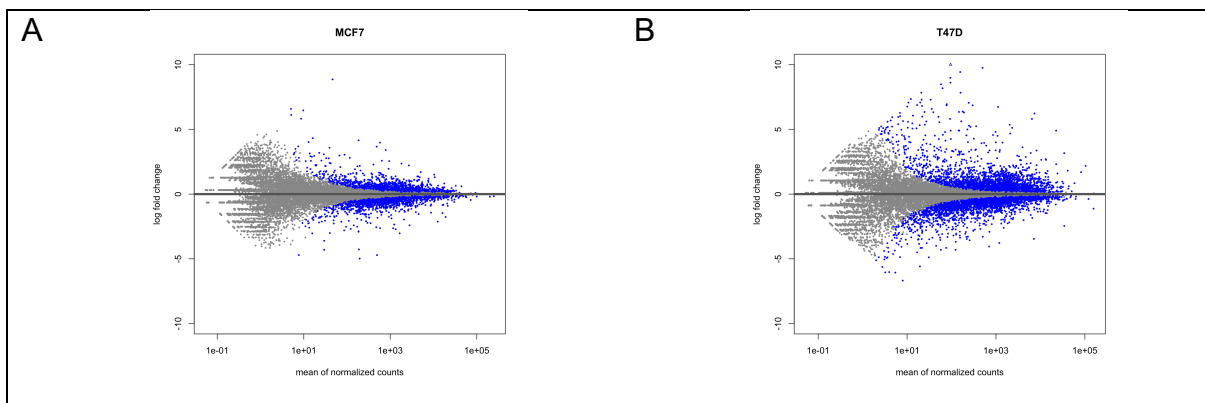 A
MCF7
10
5
0
-5
-10
log fold change
1e-01
1e+01
1e+03
1e+05
mean of normalized counts
B
T47D
10
5
0
-5
-10
log fold change
1e-01
1e+01
1e+03
1e+05
mean of normalized counts